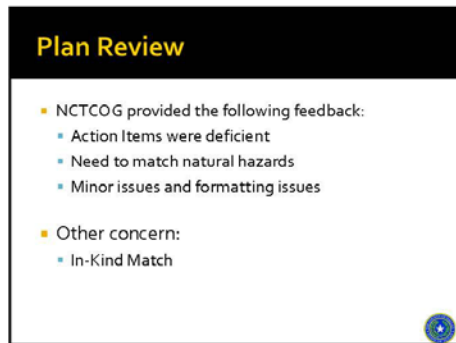 Plan Review
NCTCOG provided the following feedback:
Action Items were deficient
Need to match natural hazards
Minor issues and formatting issues
Other concern:
In-Kind Match